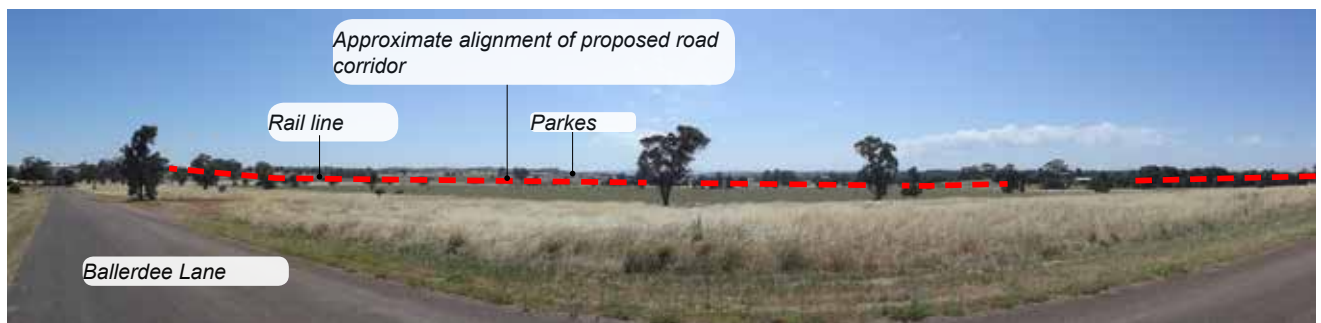 Approximate alignment of proposed road
corridor
Rail line
Parkes
Ballerdee Lane